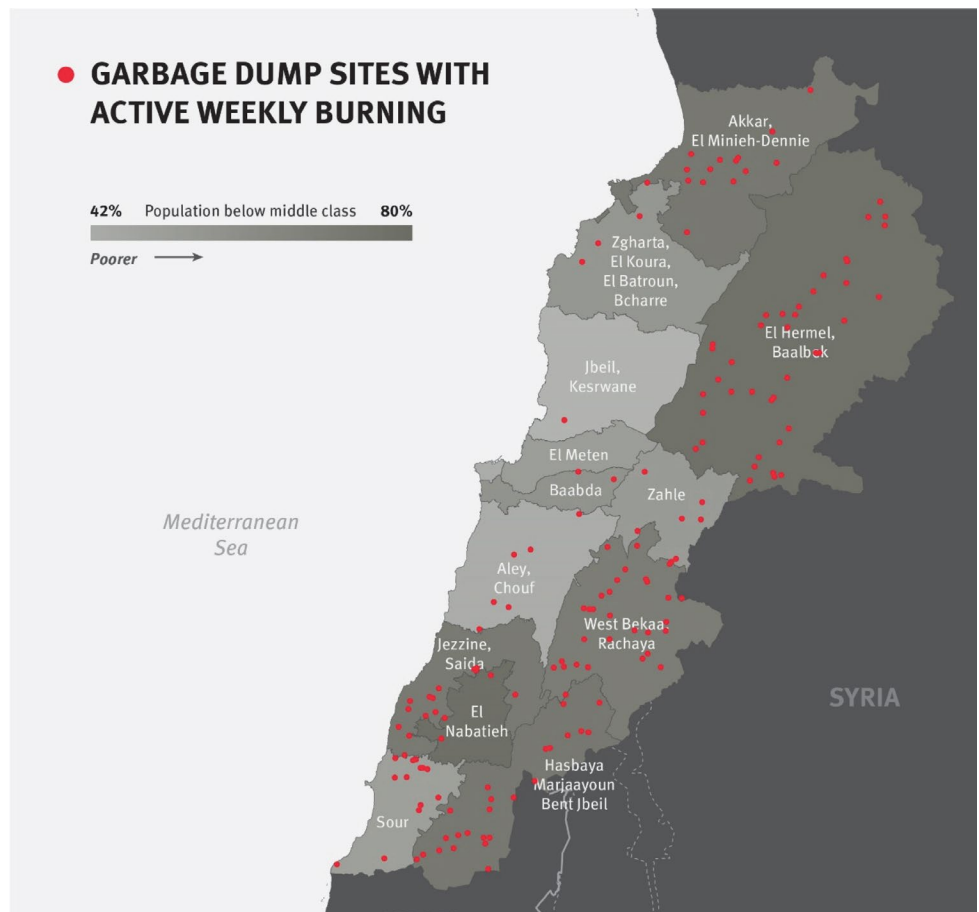 GARBAGE DUMP SITES WITH
ACTIVE WEEKLY BURNING
42% Population below middle class 80%
Poorer
Akkar,
El Minieh-Dennie
Zgharta,
El Koura,
El Batroun,
Bcharre
El Hermel,
Baalbek
Jbeil,
Kesrwane
El Meten
Baabda
Zahle
Mediterranean
Sea
Aley,
Chouf
West Bekaa,
Rachaya
Jezzine,
Saida
El
Nabatieh
SYRIA
Hasbaya
Marjaayoun
Bent Jbeil
Sour